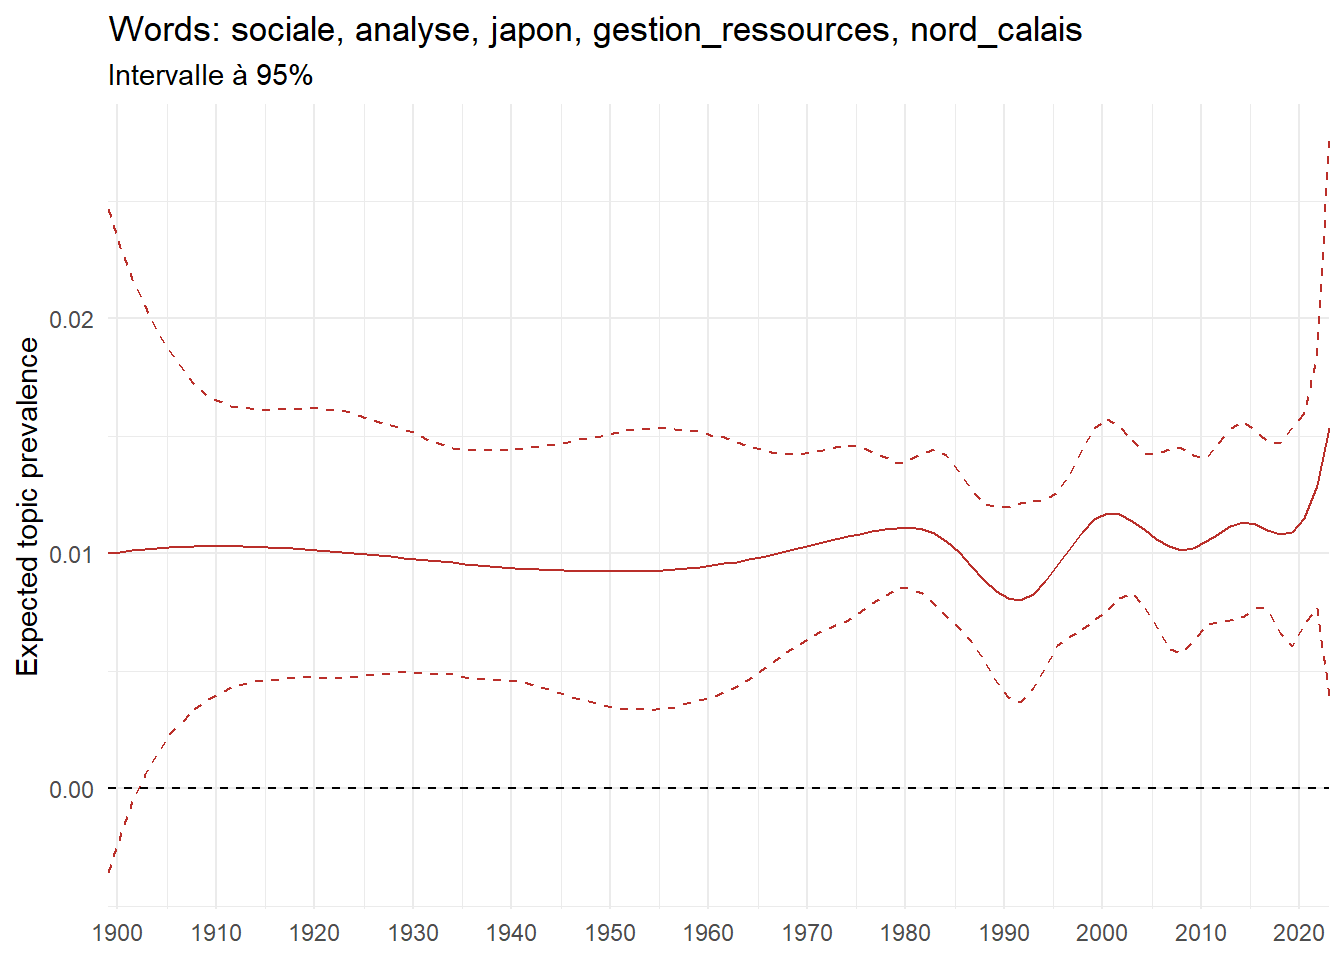 Words: sociale, analyse, japon, gestion_ressources, nord_calais
Intervalle à 95%
Expected topic prevalence
0.02
0.01
0.00
1900 1910 1920 1930 1940 1950 1960 1970 1980 1990 2000 2010 2020